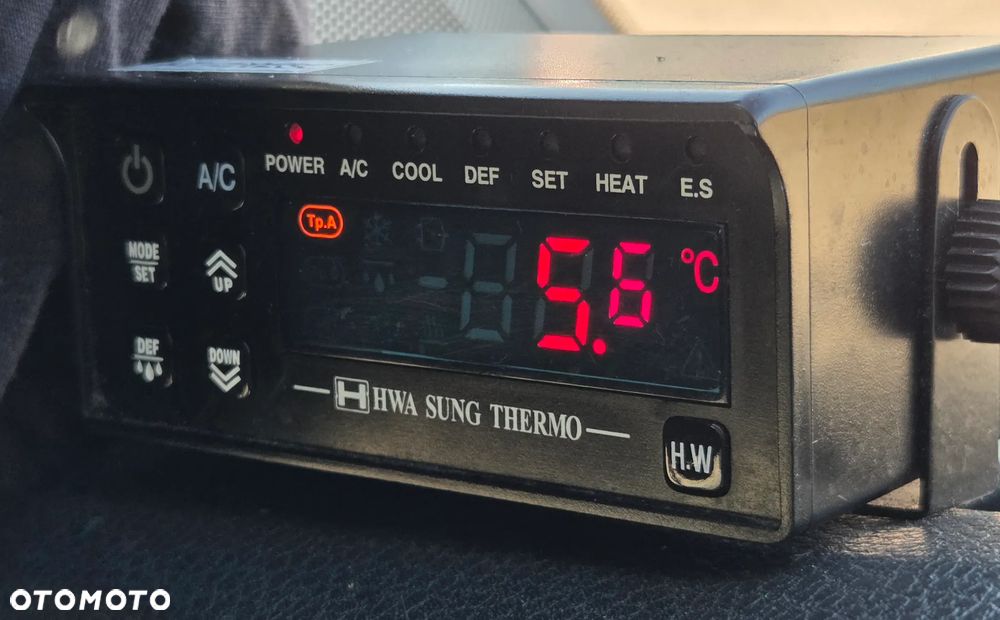 POWER A/C COOL DEF SET HEAT E.S
A/C
Tp.A
5.6 °C
MODE
SET
UP
DEF
DOWN
H HWA SUNG THERMO
H.W
OTOMOTO